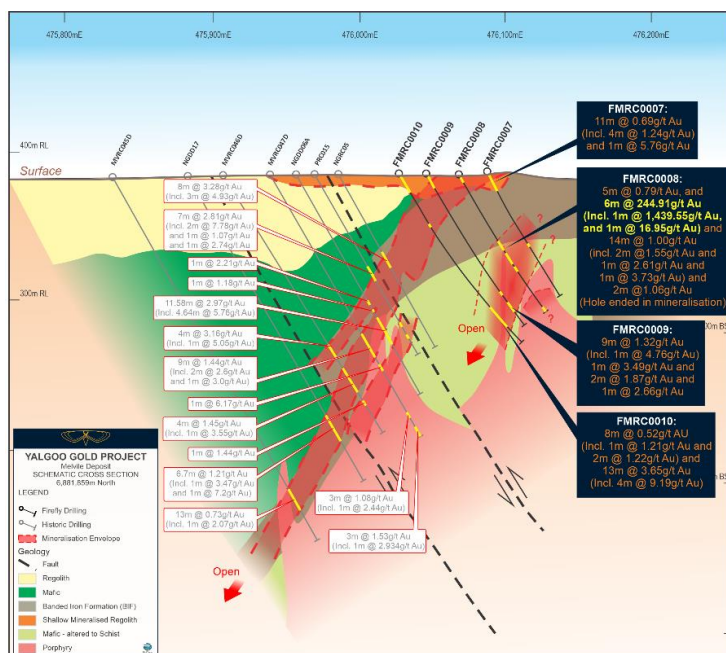 475,800mE
475,900mE
476,000mE
476,100mE
476,200mE
400m RL
Surface
300m RL
MVRC045D
NGDD17
MVRC046D
MVRC047D
NGDD06A
PRC015
NGRC05
FMRC0010
FMRC0009
FMRC0008
FMRC0007
8m @ 3.28g/t Au
(Incl. 3m @ 4.93g/t Au)
7m @ 2.81g/t Au
(Incl. 2m @ 7.78g/t Au)
and 1m @ 1.07g/t Au
and 1m @ 2.74g/t Au
1m @ 2.21g/t Au
1m @ 1.18g/t Au
11.58m @ 2.97g/t Au
(Incl. 4.64m @ 5.76g/t Au
4m @ 3.16g/t Au
(Incl. 1m @ 5.05g/t Au)
9m @ 1.44g/t Au
(Incl. 2m @ 2.6g/t Au
and 1m @ 3.0g/t Au)
1m @ 6.17g/t Au
4m @ 1.45g/t Au
(Incl. 1m @ 3.55g/t Au)
1m @ 1.44g/t Au
6.7m @ 1.21g/t Au
(Incl. 1m @ 3.47g/t Au
and 1m @ 7.2g/t Au)
13m @ 0.73g/t Au
(Incl. 1m @ 2.07g/t Au)
3m @ 1.08g/t Au
(Incl. 1m @ 2.44g/t Au)
3m @ 1.53g/t Au
(Incl. 1m @ 2.934g/t Au)
Open
Open
?
?
?
FMRC0007:
11m @ 0.69g/t Au
(Incl. 4m @ 1.24g/t Au)
and 1m @ 5.76g/t Au
FMRC0008:
5m @ 0.79/t Au, and
6m @ 244.91g/t Au
(Incl. 1m @ 1,439.55g/t Au,
and 1m @ 16.95g/t Au) and
14m @ 1.00g/t Au
(incl. 2m @1.55g/t Au and
1m @ 2.61g/t Au and
1m @ 3.73g/t Au) and
2m @ 1.06g/t Au
(Hole ended in mineralisation)
FMRC0009:
9m @ 1.32g/t Au
(Incl. 1m @ 4.76g/t Au)
1m @ 3.49g/t Au and
2m @ 1.87g/t Au and
1m @ 2.66g/t Au
FMRC0010:
8m @ 0.52g/t AU
(Incl. 1m @ 1.21g/t Au and
2m @ 1.22g/t Au) and
13m @ 3.65g/t Au
(Incl. 4m @ 9.19g/t Au)
YALGOO GOLD PROJECT
Melville Deposit
SCHEMATIC CROSS SECTION
6,881,559m North
LEGEND
Firefly Drilling
Historic Drilling
Mineralisation Envelope
Geology
Fault
Regolith
Mafic
Banded Iron Formation (BIF)
Shallow Mineralised Regolith
Mafic - altered to Schist
Porphyry